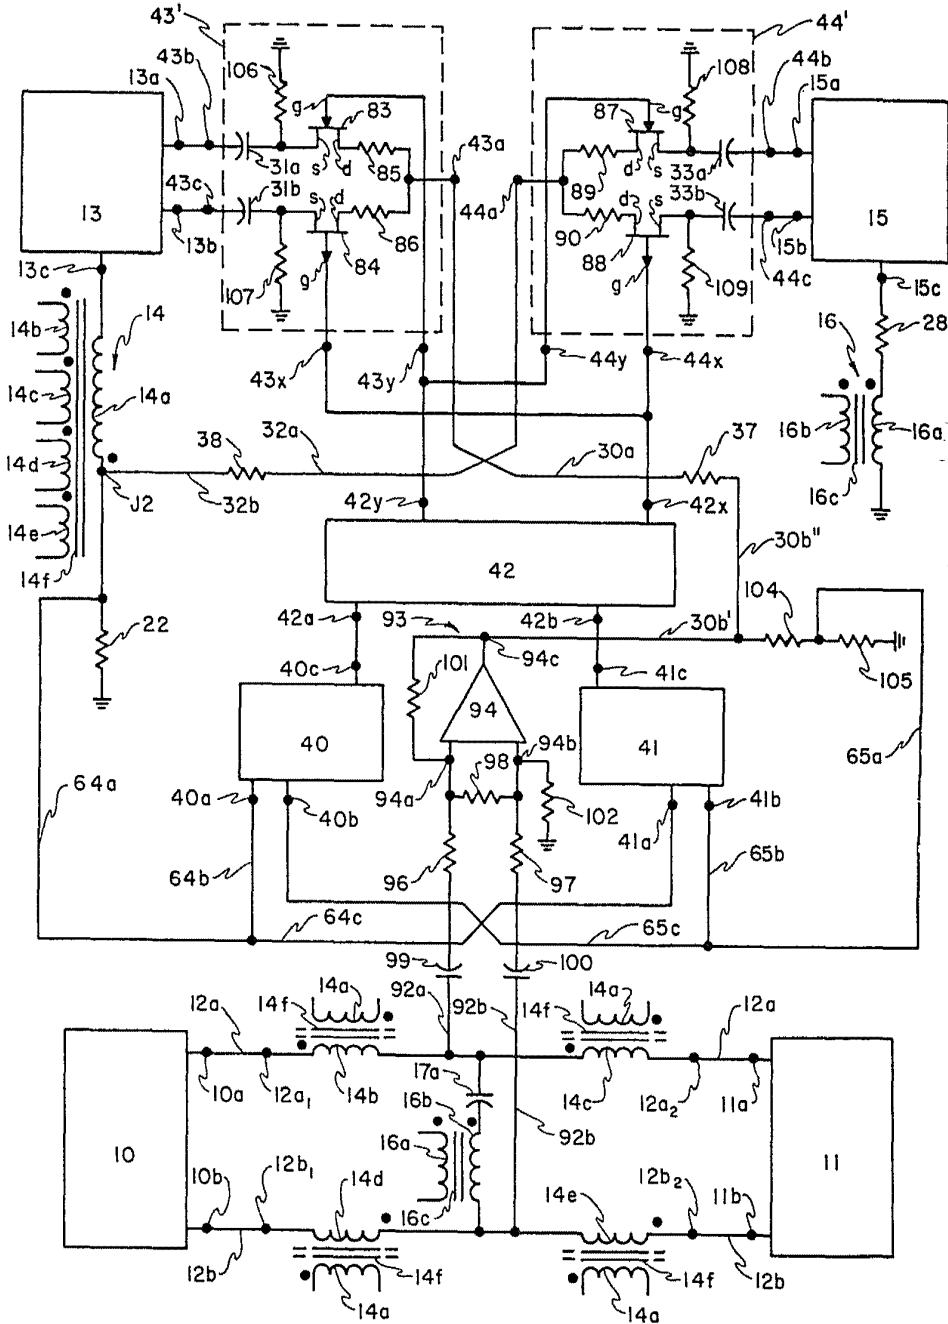 43' 44'
43b 106 108 44b
13a 83 87 15a
g g
31a s d 85 43a 89 d s 33a
13 43c 31b s d 44a d s 33b 15
13b 86 90 15b
84 88 44c
107 g g 109
13c 15c
14b 14 43x 43y 44y 44x 16 28
14c 14a
38 32a 37 16b 16a
14d 30a
J2 32b 42y 42x 16c
14e
14f 42 30b"
42a 93 42b 104
22 30b'
101 94c
40c 41c 105
94
40 98 94b 41 65a
64a 94a
40a 40b 102 41a 41b
96 97
64b 65b
64c 65c
99 100
14a 92a 14a
12a 14f 92b 14f 12a
17a
10a 12a₁ 14b 16b 14c 12a₂ 11a
16a 92b
10 11
10b 12b₁ 14d 14e 12b₂ 11b
16c
12b 14f 14f 12b
14a 14a